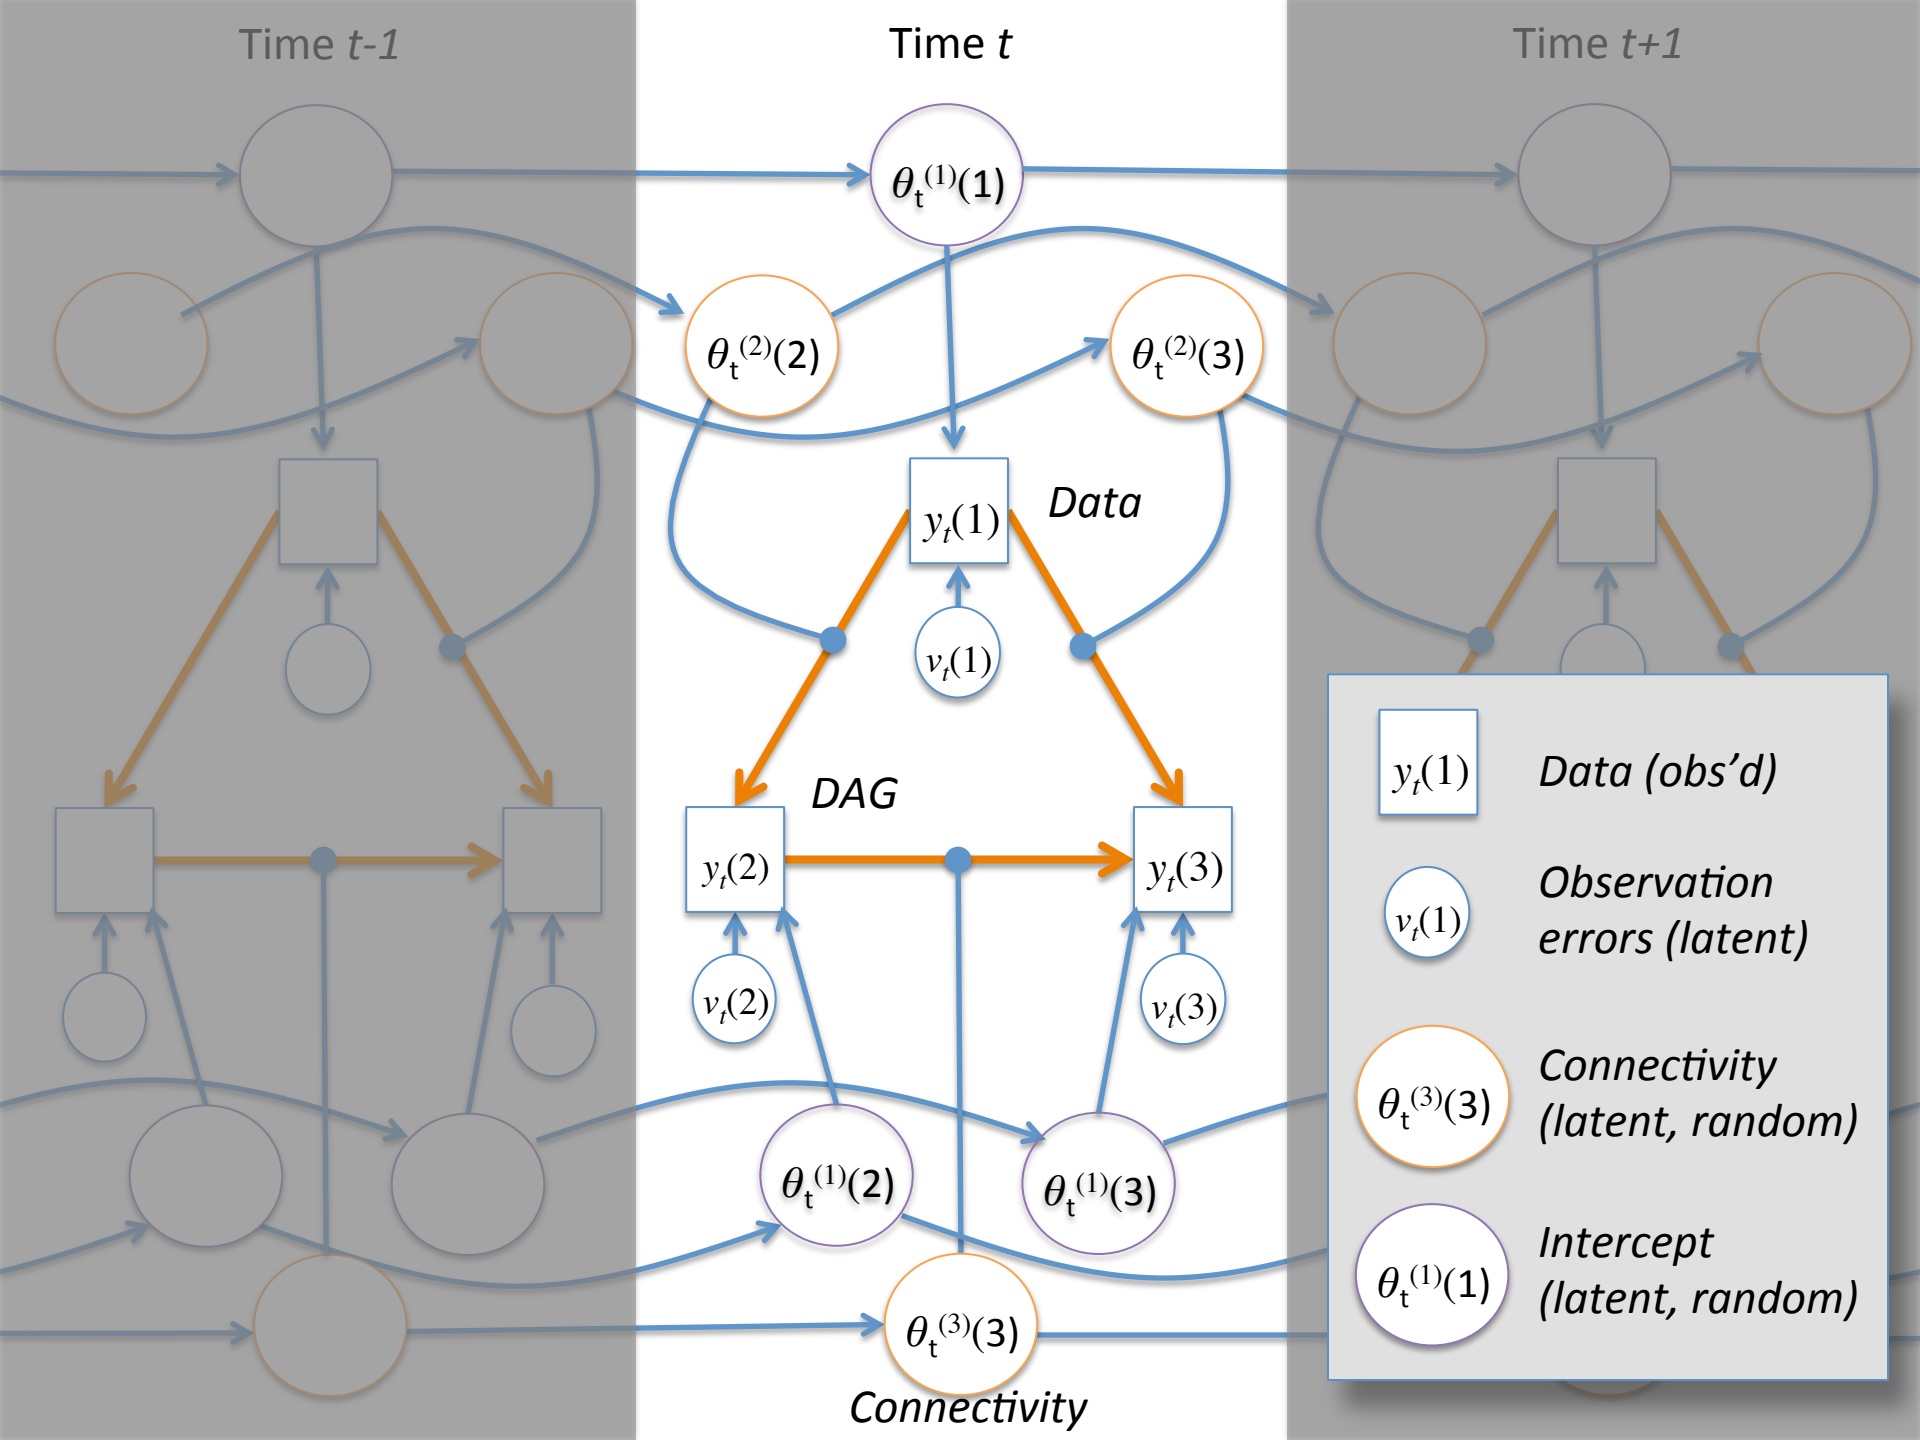 Time t-1
Time t
Time t+1
θt(1)(1)
θt(2)(2)
θt(2)(3)
yt(1)
Data
vt(1)
DAG
yt(2)
yt(3)
vt(2)
vt(3)
θt(1)(2)
θt(1)(3)
θt(3)(3)
Connectivity
yt(1)
Data (obs’d)
vt(1)
Observation
errors (latent)
θt(3)(3)
Connectivity
(latent, random)
θt(1)(1)
Intercept
(latent, random)